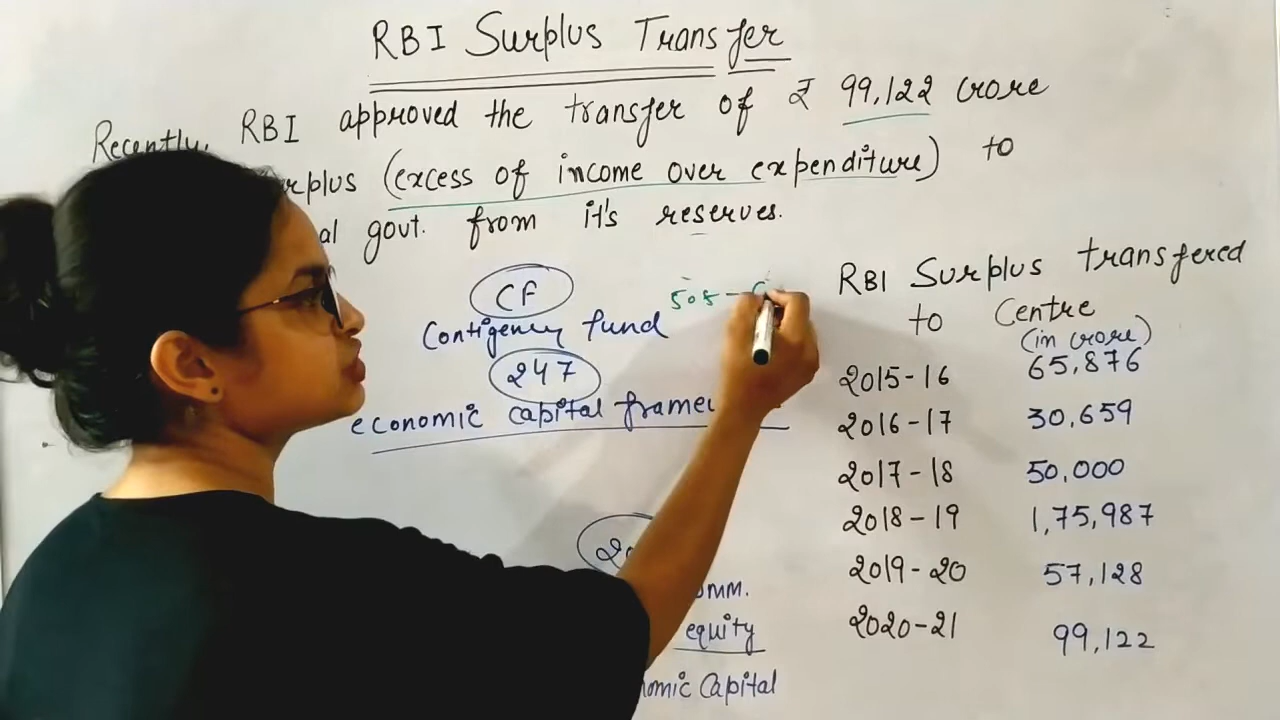 RBI Surplus Transfer
Recently, RBI approved the transfer of ₹ 99,122 crore
(excess of income over expenditure) to
govt. from it's reserves.
CF
Contigency fund
247
economic capital
equity
Capital
RBI Surplus transfered
to Centre
(in crore)
2015-16 65,876
2016-17 30,659
2017-18 50,000
2018-19 1,75,987
2019-20 57,128
2020-21 99,122